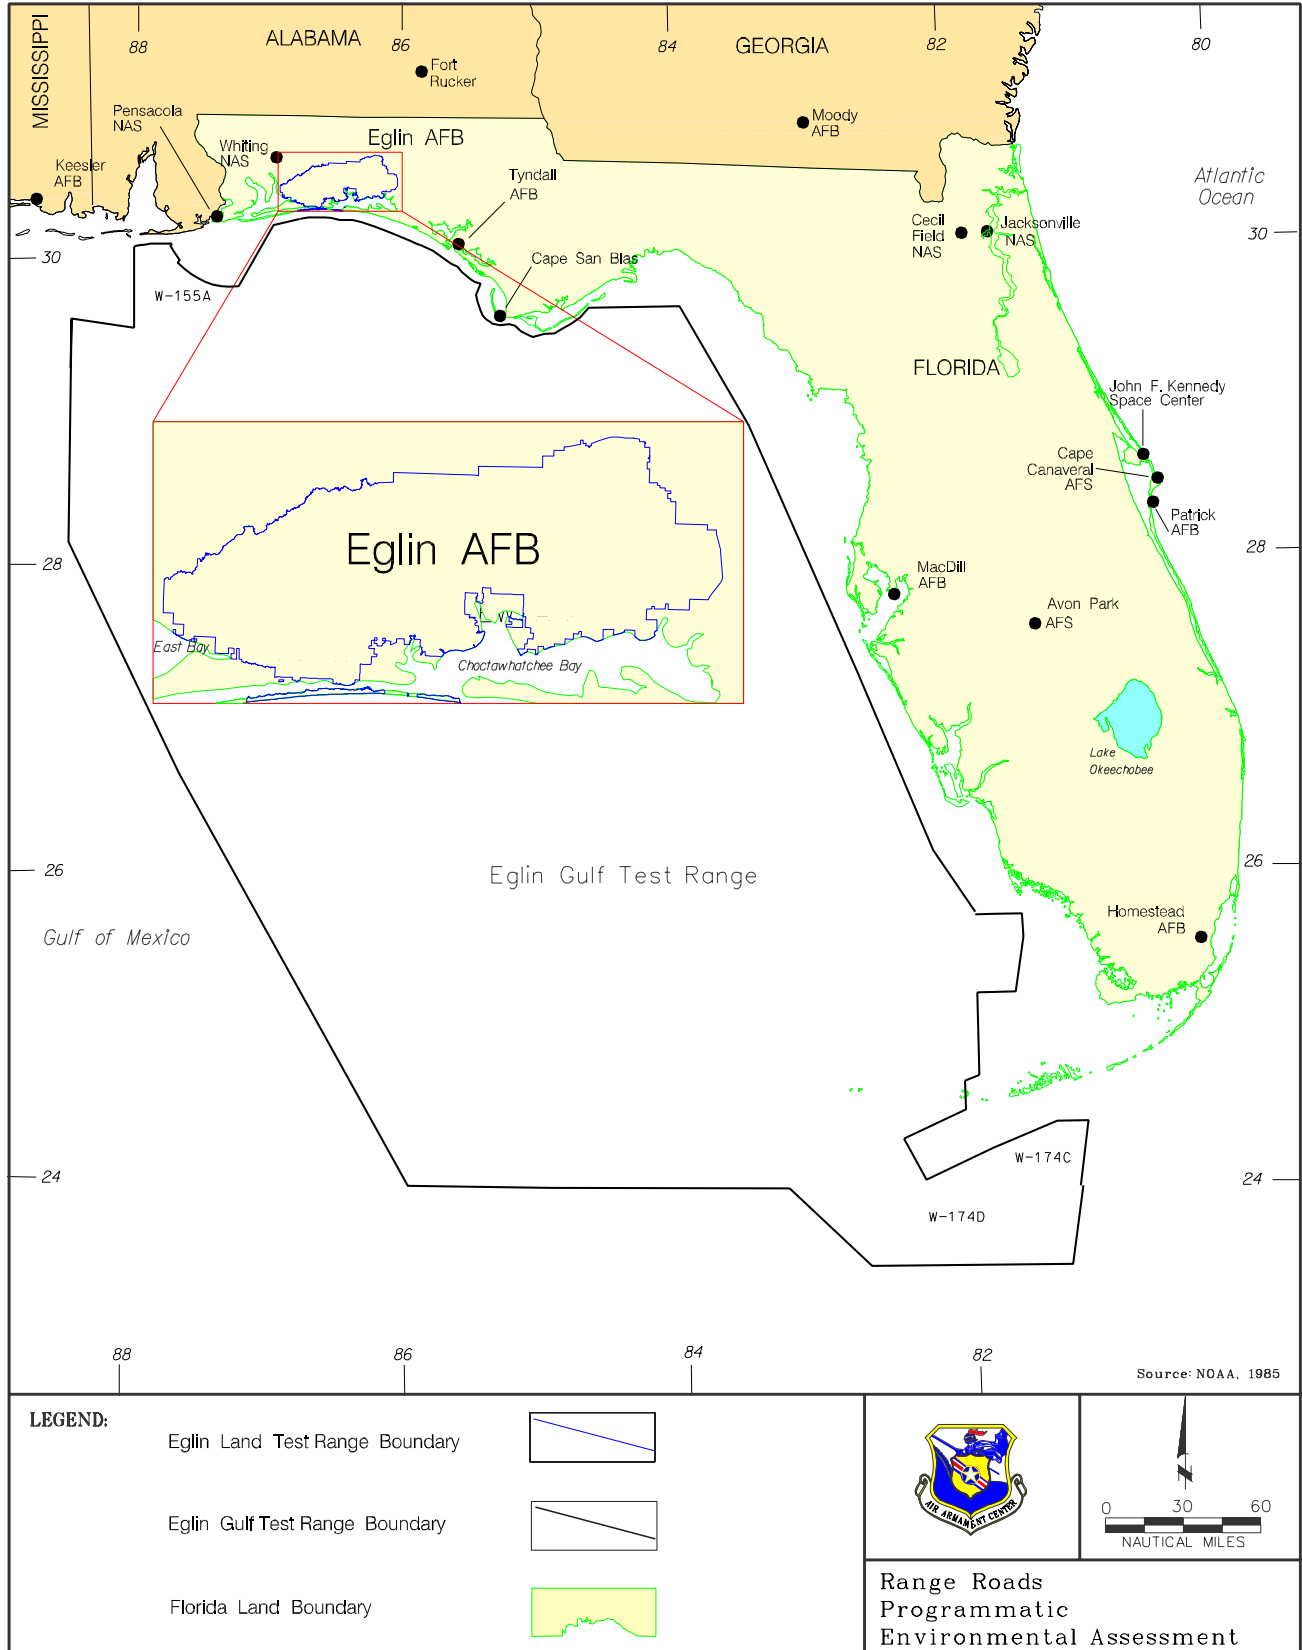 88
ALABAMA
86
84
GEORGIA
82
80
MISSISSIPPI
Fort
Rucker
Pensacola
NAS
Moody
AFB
Whiting
NAS
Eglin AFB
Keesler
AFB
Tyndall
AFB
Atlantic
Ocean
Cecil
Field
NAS
Jacksonville
NAS
30
30
Cape San Blas
W-155A
FLORIDA
John F. Kennedy
Space Center
Cape
Canaveral
AFS
Patrick
AFB
Eglin AFB
28
28
MacDill
AFB
Avon Park
AFS
East Bay
Choctawhatchee Bay
Lake
Okeechobee
26
26
Eglin Gulf Test Range
Homestead
AFB
Gulf of Mexico
24
24
W-174C
W-174D
88
86
84
82
Source: NOAA, 1985
LEGEND:
Eglin Land Test Range Boundary
Eglin Gulf Test Range Boundary
Florida Land Boundary
AIR ARMAMENT CENTER
N
0 30 60
NAUTICAL MILES
Range Roads
Programmatic
Environmental Assessment